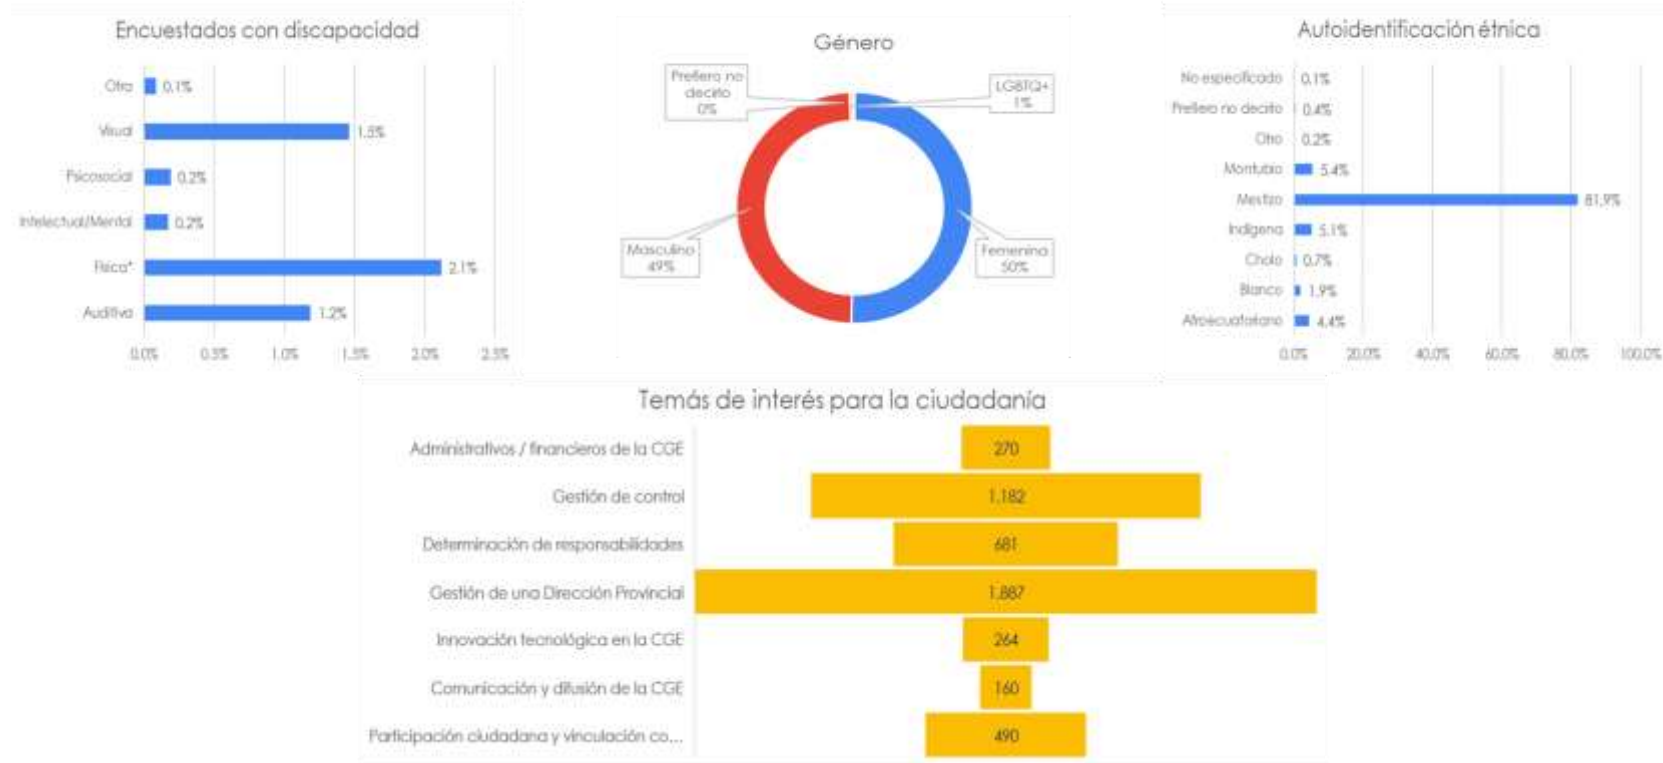 Encuestados con discapacidad
Otra 0.1%
Visual 1.5%
Psicosocial 0.2%
Intelectual/Mental 0.2%
Física* 2.1%
Auditiva 1.2%
0.0% 0.5% 1.0% 1.5% 2.0% 2.5%
Género
Prefiero no
decirlo
0%
LGBTQ+
1%
Masculino
49%
Femenino
50%
Autoidentificación étnica
No especificado 0.1%
Prefiero no decirlo 0.4%
Otro 0.2%
Montubio 5.4%
Mestizo 81.9%
Indígena 5.1%
Cholo 0.7%
Blanco 1.9%
Afroecuatoriano 4.4%
0.0% 20.0% 40.0% 60.0% 80.0% 100.0%
Temás de interés para la ciudadanía
Administrativos / financieros de la CGE 270
Gestión de control 1,182
Determinación de responsabilidades 681
Gestión de una Dirección Provincial 1,887
Innovación tecnológica en la CGE 264
Comunicación y difusión de la CGE 160
Participación ciudadana y vinculación co... 490